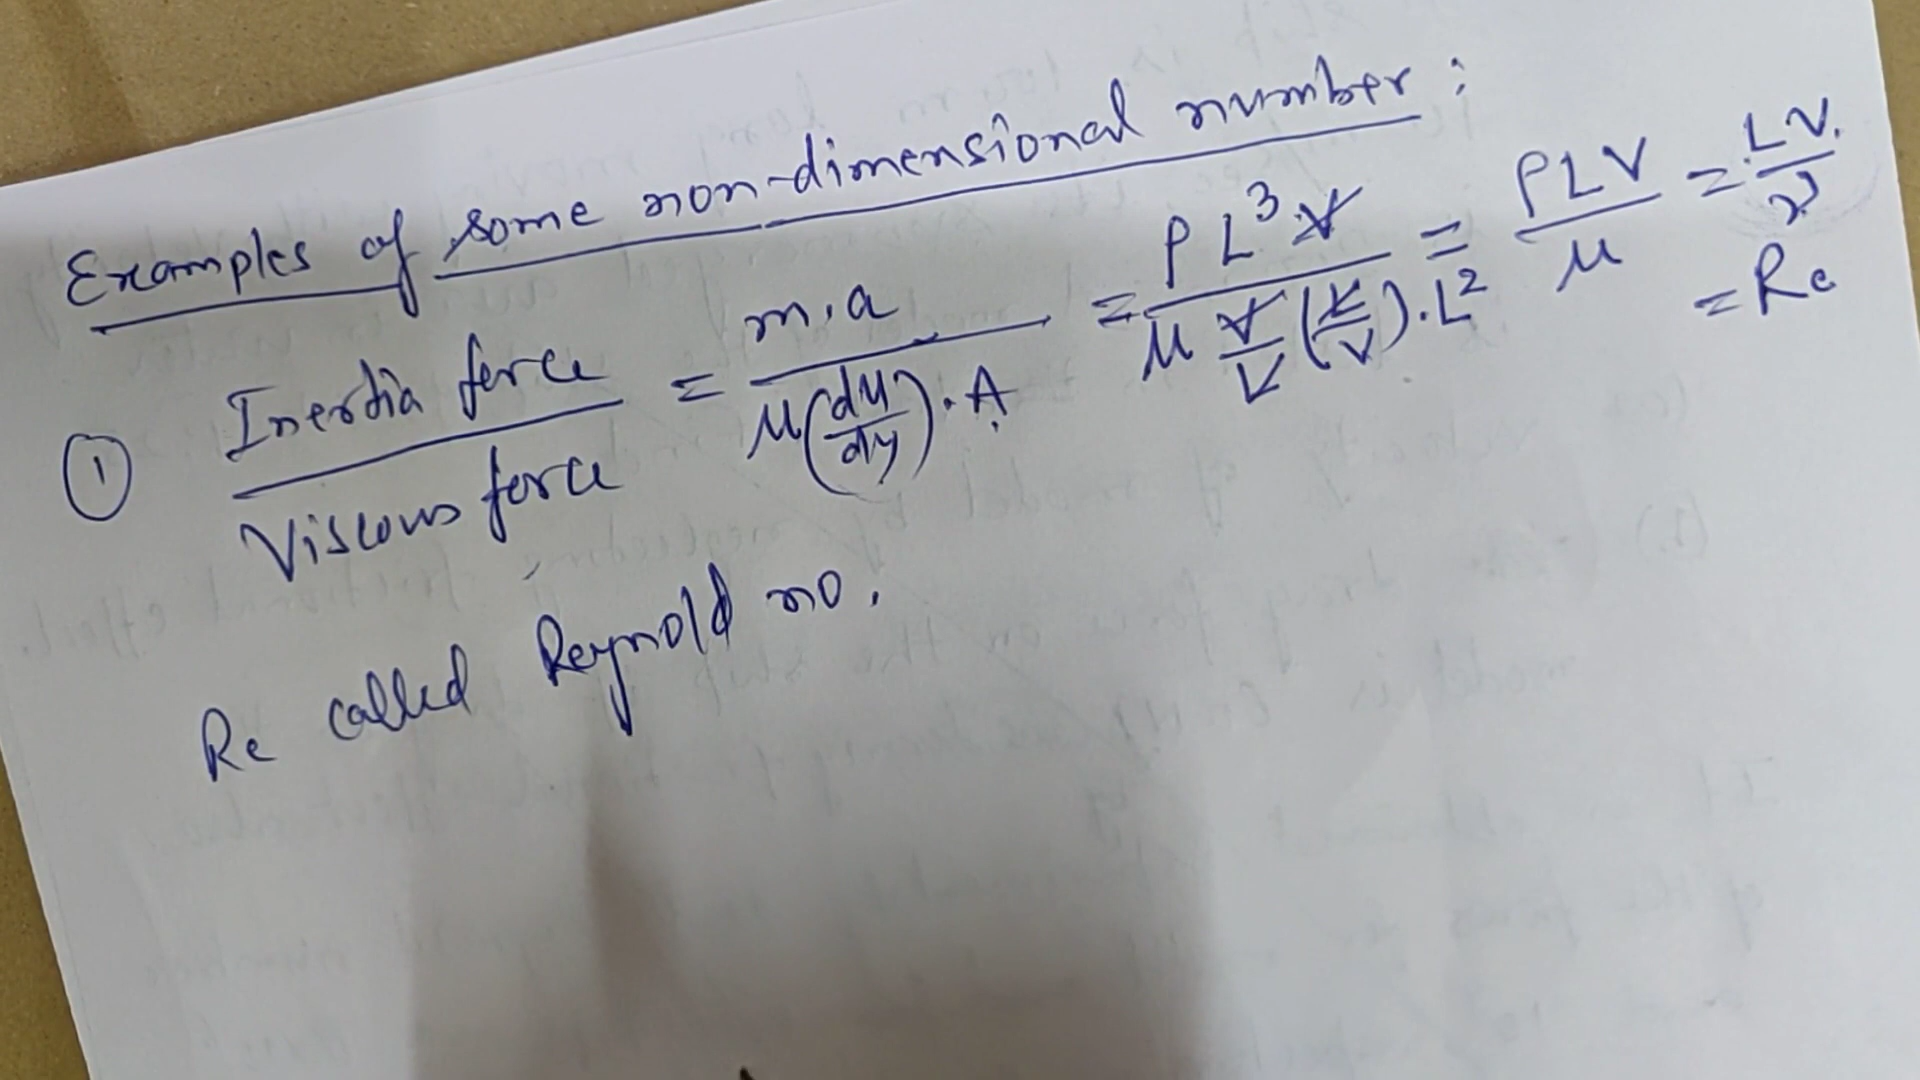 Examples of some non-dimensional number :
① Inertia force / Viscous force = m.a / μ(du/dy).A = ρL³V / μ V/L (L/V).L² = ρLV / μ = LV / ν
= Re
Re called Reynold no.